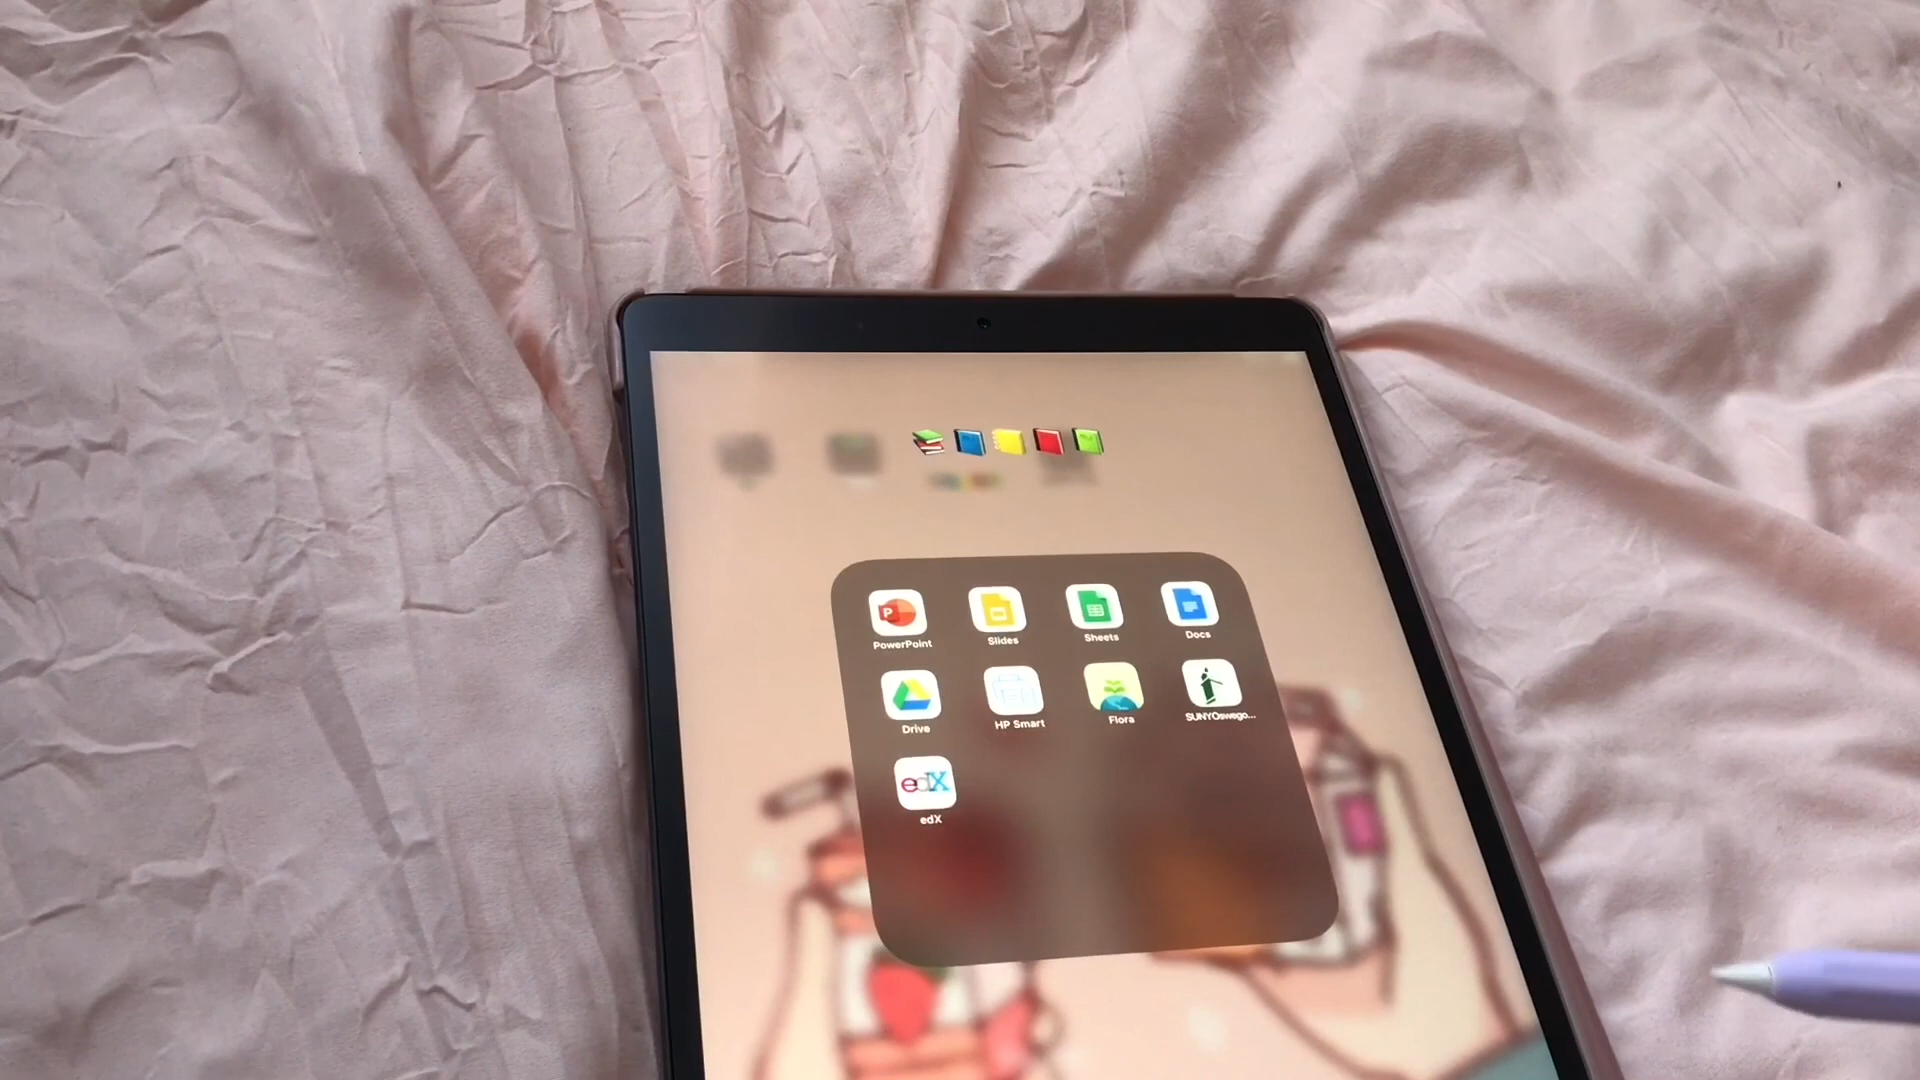 📚📘📒📕📗
P
PowerPoint Slides Sheets Docs
Drive HP Smart Flora SUNYOswego...
edX
edX